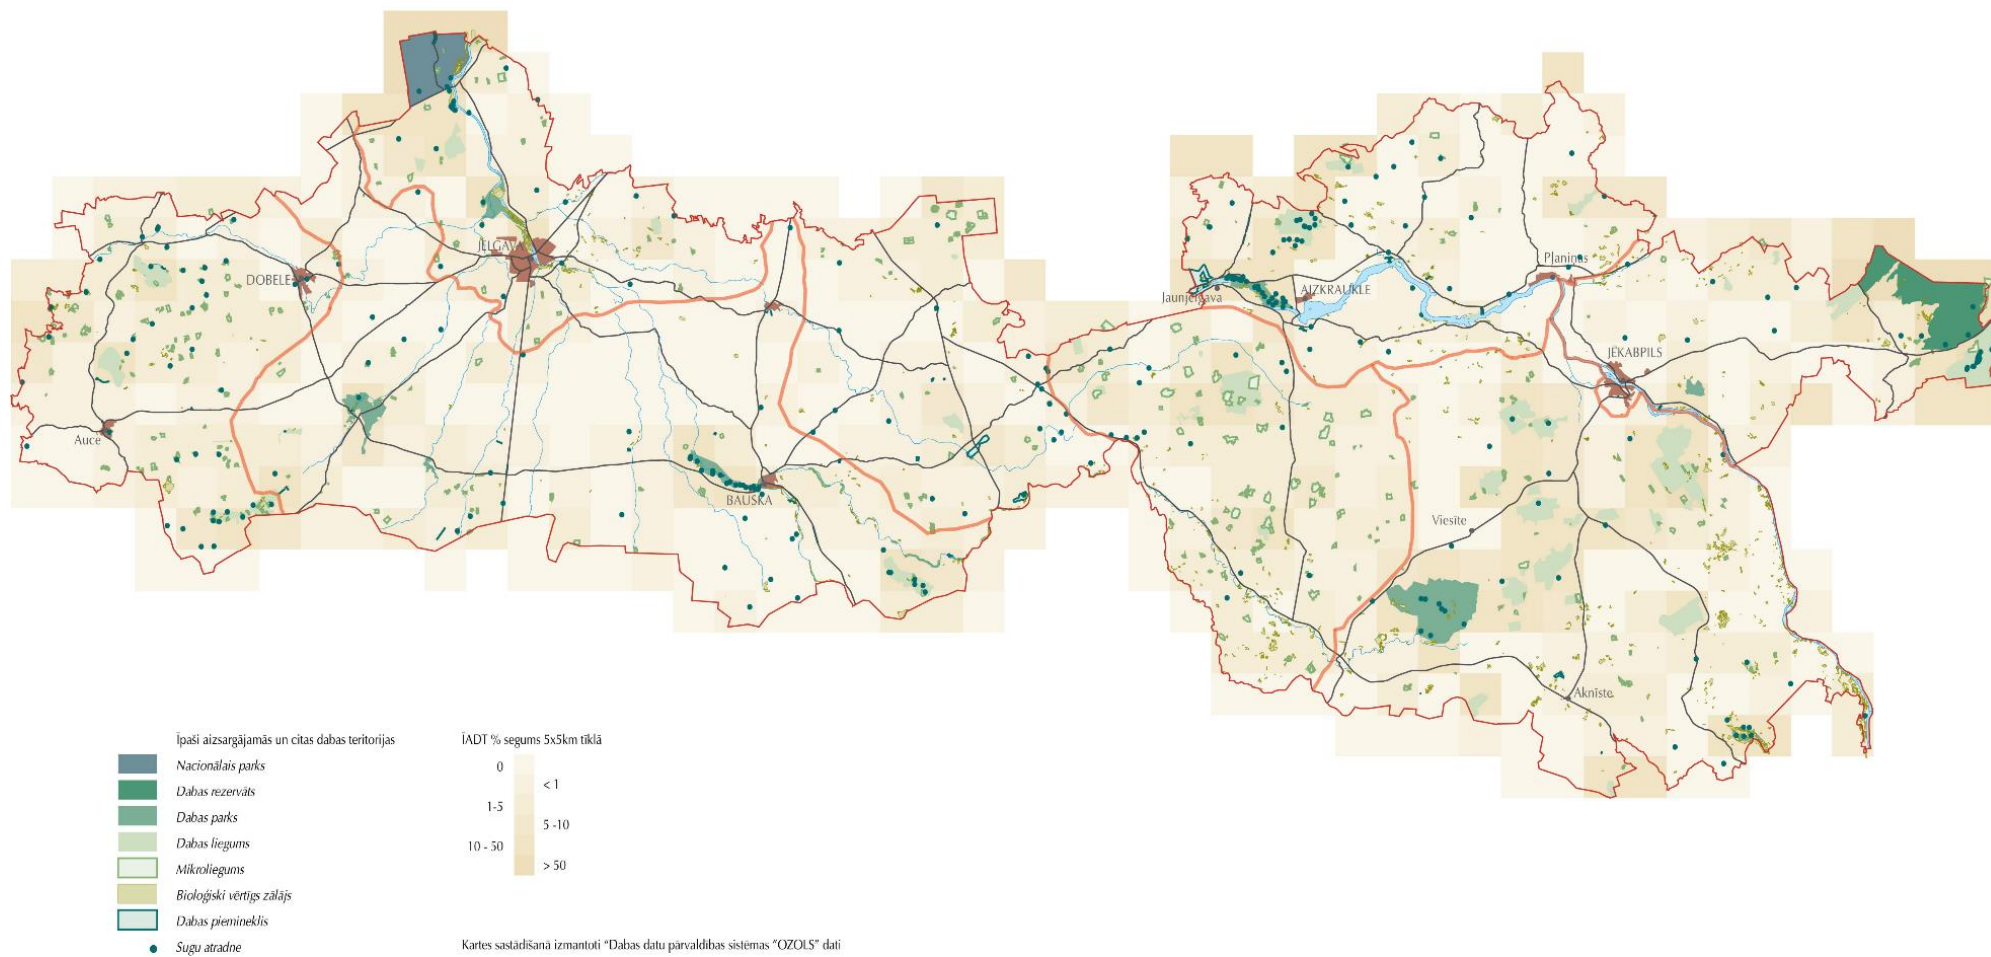 JELGAVA
DOBELE
Auce
BAUSKA
Jaunjelgava
AIZKRAUKLE
Pļaviņas
JĒKABPILS
Viesīte
Aknīste
Īpaši aizsargājamās un citas dabas teritorijas
Nacionālais parks
Dabas rezervāts
Dabas parks
Dabas liegums
Mikroliegums
Bioloģiski vērtīgs zālājs
Dabas piemineklis
Sugu atradne
ĪADT % segums 5x5km tīklā
0
< 1
1-5
5 -10
10 - 50
> 50
Kartes sastādīšanā izmantoti "Dabas datu pārvaldības sistēmas "OZOLS" dati